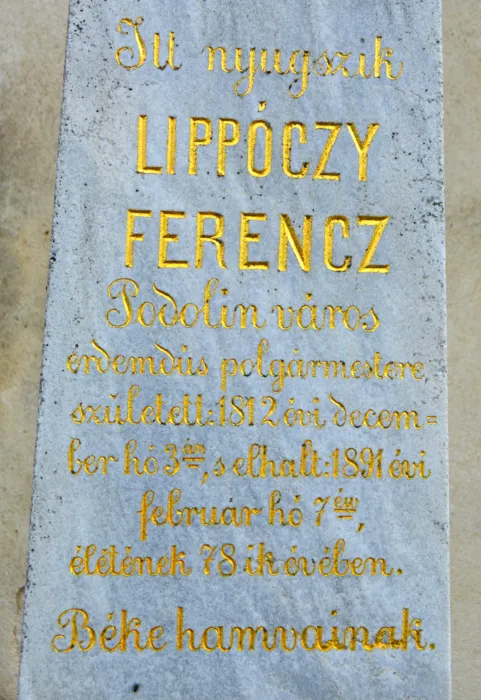 Itt nyugszik
LIPPÓCZY
FERENCZ
Podolin város
érdemdús polgármestere,
született: 1812 évi decem=
ber hó 3án, s elhalt: 1891 évi
február hó 7én,
élétének 78 ik évében.
Béke hamvainak.